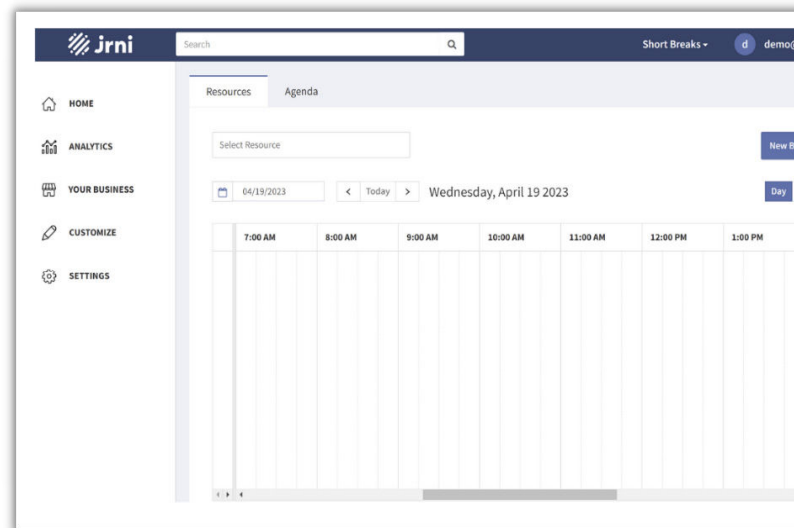 jrni
Search
Short Breaks
d
demo@
HOME
ANALYTICS
YOUR BUSINESS
CUSTOMIZE
SETTINGS
Resources
Agenda
Select Resource
New B
04/19/2023
Today
Wednesday, April 19 2023
Day
7:00 AM
8:00 AM
9:00 AM
10:00 AM
11:00 AM
12:00 PM
1:00 PM